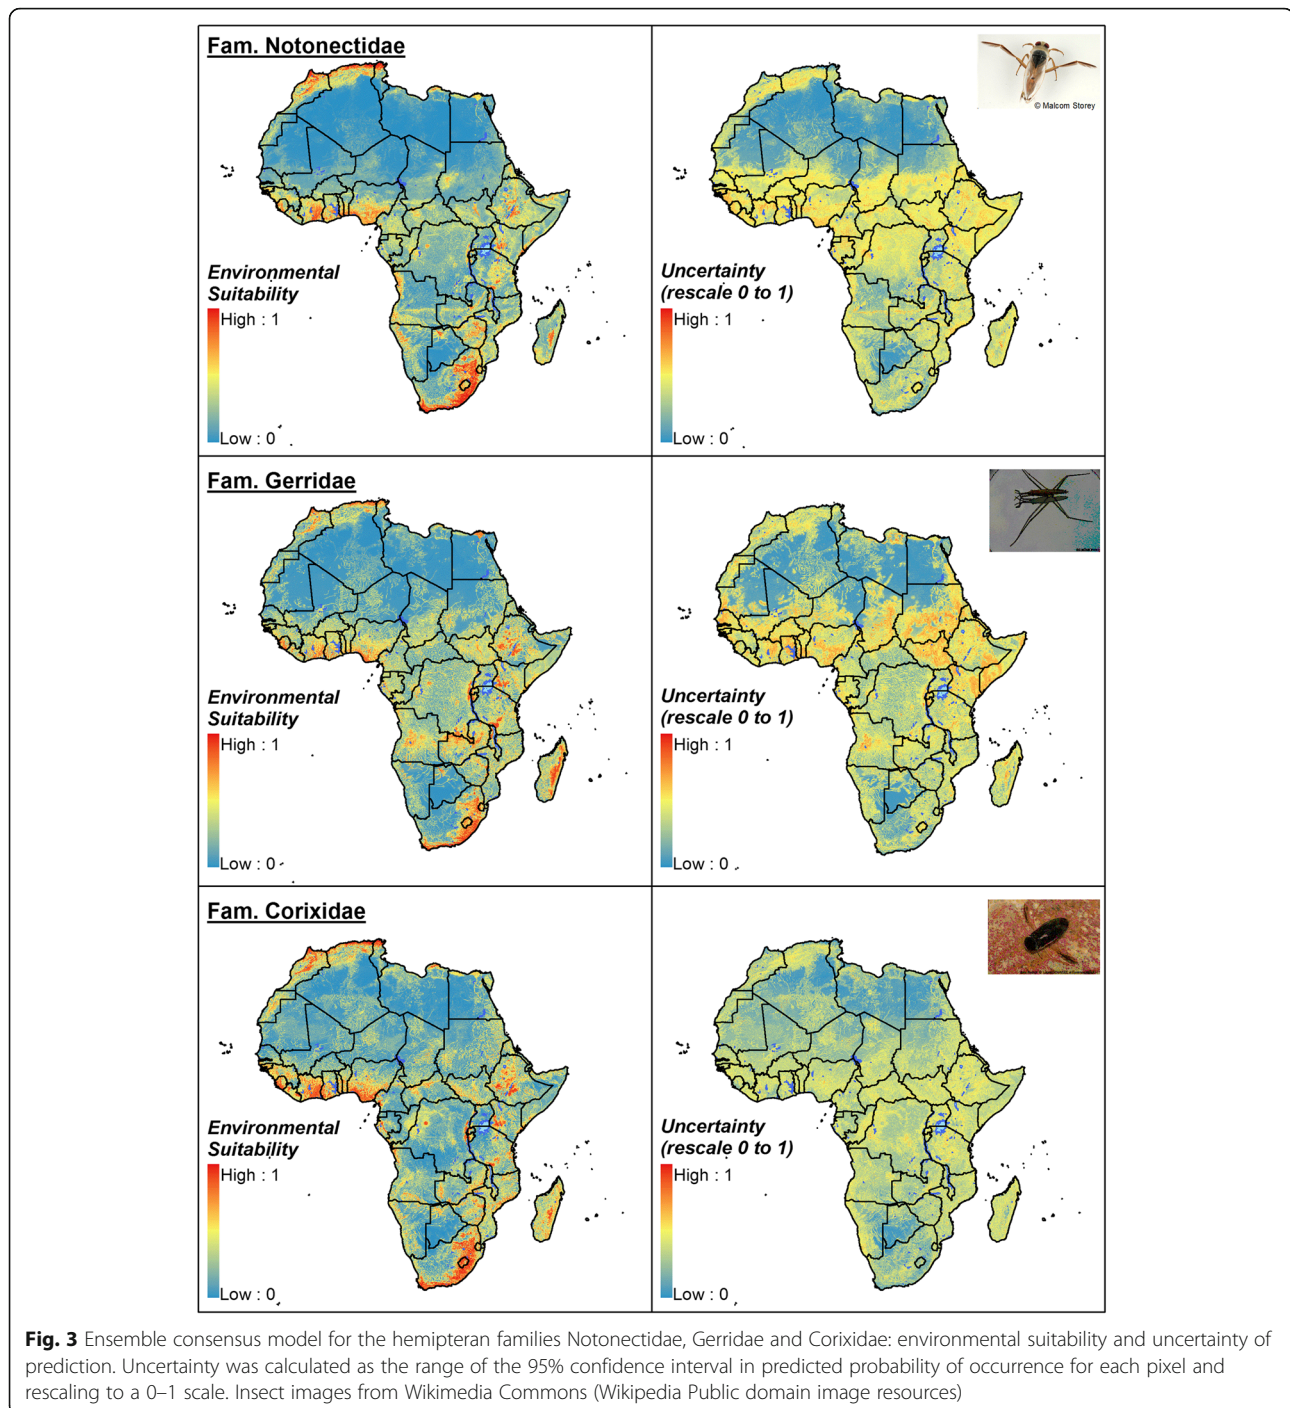 Fam. Notonectidae
© Malcom Storey
Environmental
Suitability
High : 1
Low : 0
Uncertainty
(rescale 0 to 1)
High : 1
Low : 0
Fam. Gerridae
Environmental
Suitability
High : 1
Low : 0
Uncertainty
(rescale 0 to 1)
High : 1
Low : 0
Fam. Corixidae
Environmental
Suitability
High : 1
Low : 0
Uncertainty
(rescale 0 to 1)
High : 1
Low : 0
Fig. 3 Ensemble consensus model for the hemipteran families Notonectidae, Gerridae and Corixidae: environmental suitability and uncertainty of
prediction. Uncertainty was calculated as the range of the 95% confidence interval in predicted probability of occurrence for each pixel and
rescaling to a 0–1 scale. Insect images from Wikimedia Commons (Wikipedia Public domain image resources)